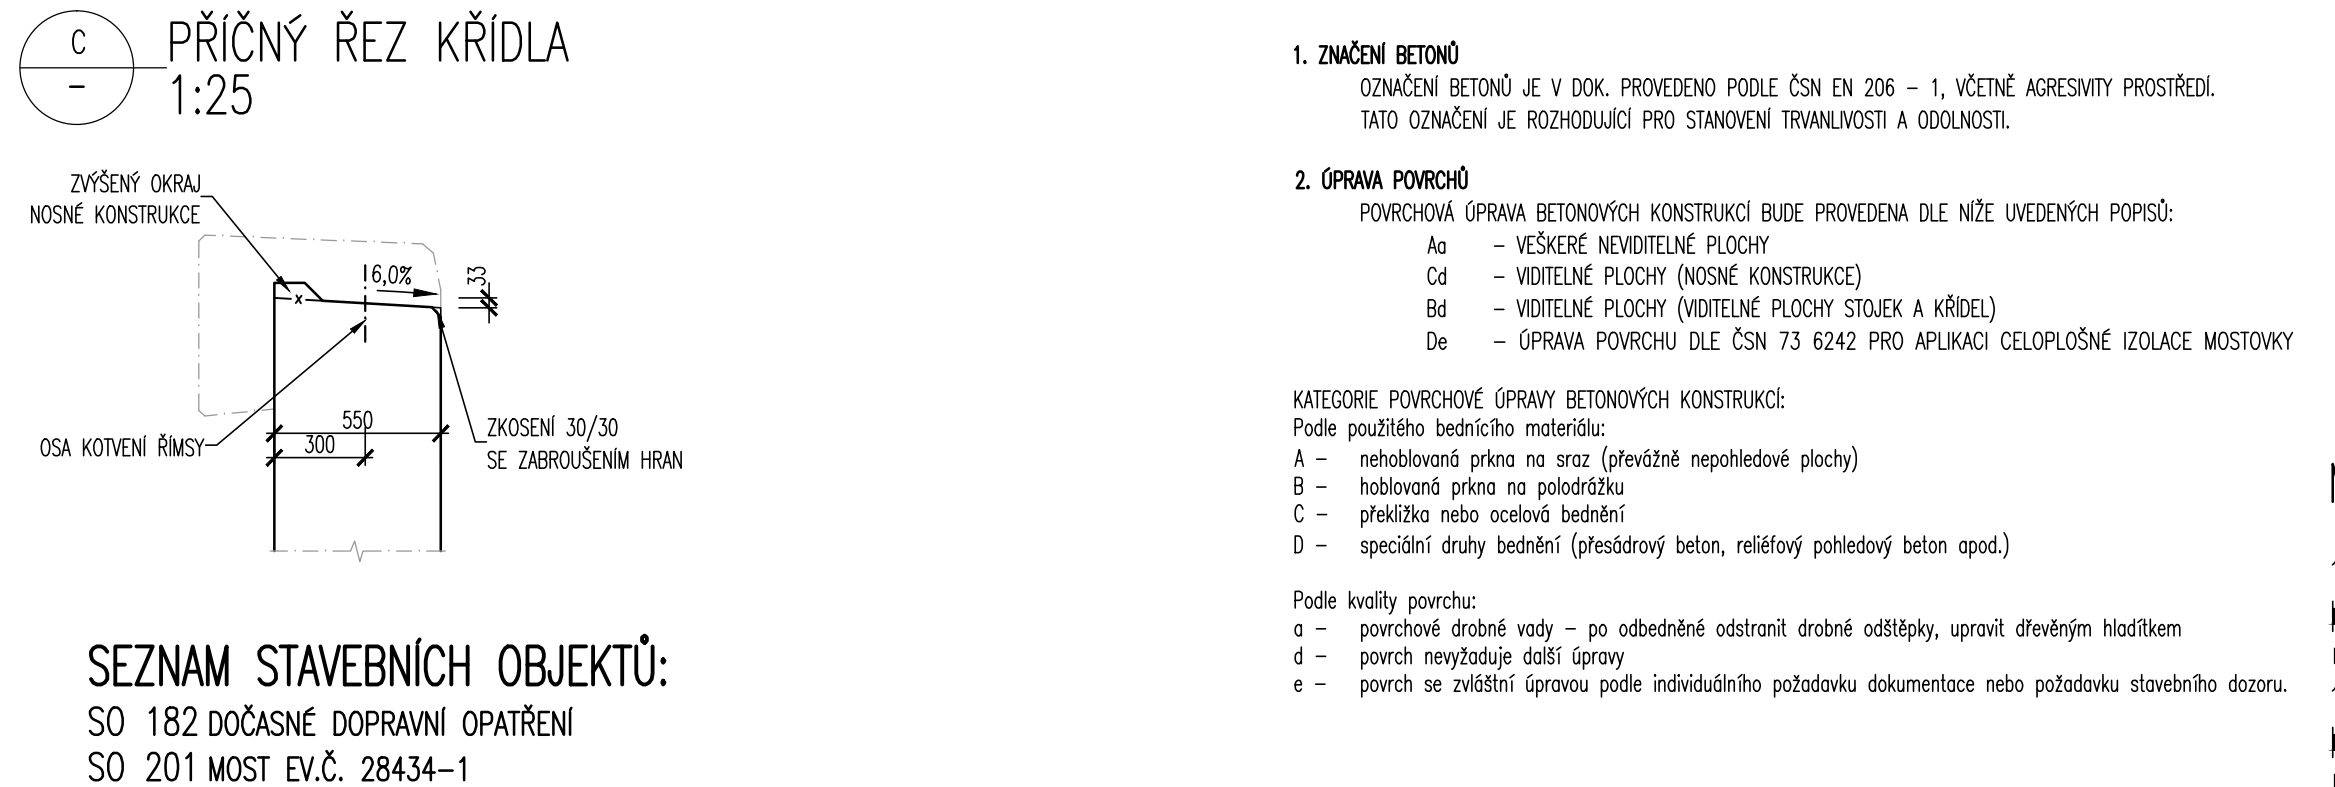 C
–
PŘÍČNÝ ŘEZ KŘÍDLA
1:25
ZVÝŠENÝ OKRAJ
NOSNÉ KONSTRUKCE
6,0%
33
x
550
300
OSA KOTVENÍ ŘÍMSY
ZKOSENÍ 30/30
SE ZABROUŠENÍM HRAN
SEZNAM STAVEBNÍCH OBJEKTŮ:
SO 182 DOČASNÉ DOPRAVNÍ OPATŘENÍ
SO 201 MOST EV.Č. 28434–1
1. ZNAČENÍ BETONŮ
OZNAČENÍ BETONŮ JE V DOK. PROVEDENO PODLE ČSN EN 206 – 1, VČETNĚ AGRESIVITY PROSTŘEDÍ.
TATO OZNAČENÍ JE ROZHODUJÍCÍ PRO STANOVENÍ TRVANLIVOSTI A ODOLNOSTI.
2. ÚPRAVA POVRCHŮ
POVRCHOVÁ ÚPRAVA BETONOVÝCH KONSTRUKCÍ BUDE PROVEDENA DLE NÍŽE UVEDENÝCH POPISŮ:
Aa – VEŠKERÉ NEVIDITELNÉ PLOCHY
Cd – VIDITELNÉ PLOCHY (NOSNÉ KONSTRUKCE)
Bd – VIDITELNÉ PLOCHY (VIDITELNÉ PLOCHY STOJEK A KŘÍDEL)
De – ÚPRAVA POVRCHU DLE ČSN 73 6242 PRO APLIKACI CELOPLOŠNÉ IZOLACE MOSTOVKY
KATEGORIE POVRCHOVÉ ÚPRAVY BETONOVÝCH KONSTRUKCÍ:
Podle použitého bednícího materiálu:
A – nehoblovaná prkna na sraz (převážně nepohledové plochy)
B – hoblovaná prkna na polodrážku
C – překližka nebo ocelová bednění
D – speciální druhy bednění (přesádrový beton, reliéfový pohledový beton apod.)
Podle kvality povrchu:
a – povrchové drobné vady – po odbedněné odstranit drobné odštěpky, upravit dřevěným hladítkem
d – povrch nevyžaduje další úpravy
e – povrch se zvláštní úpravou podle individuálního požadavku dokumentace nebo požadavku stavebního dozoru.